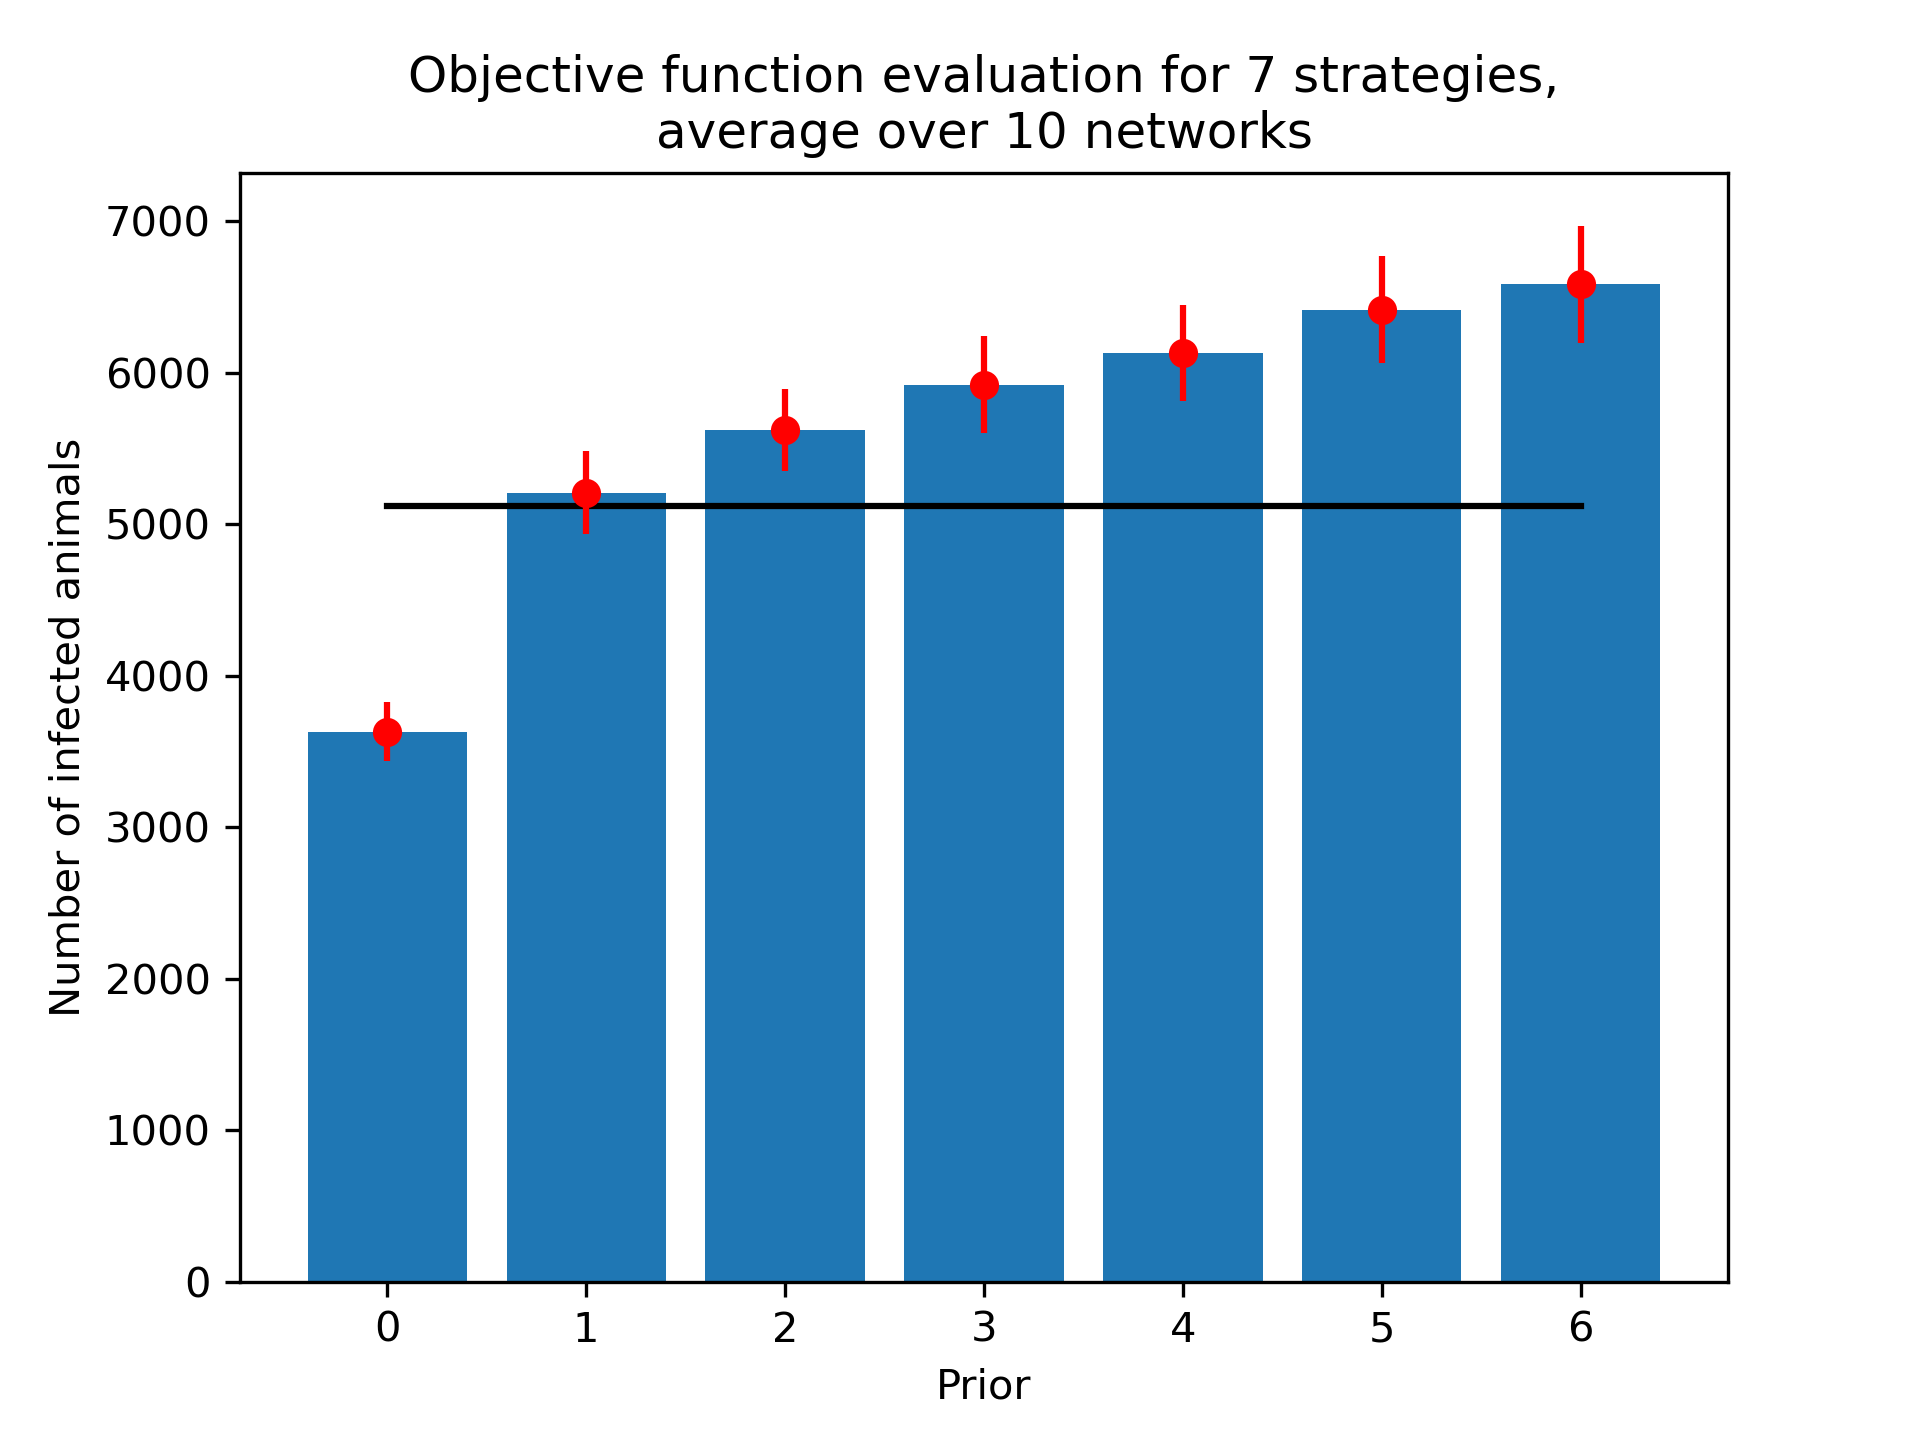 Objective function evaluation for 7 strategies,
average over 10 networks
7000
6000
5000
4000
3000
2000
1000
0
Number of infected animals
0 1 2 3 4 5 6
Prior